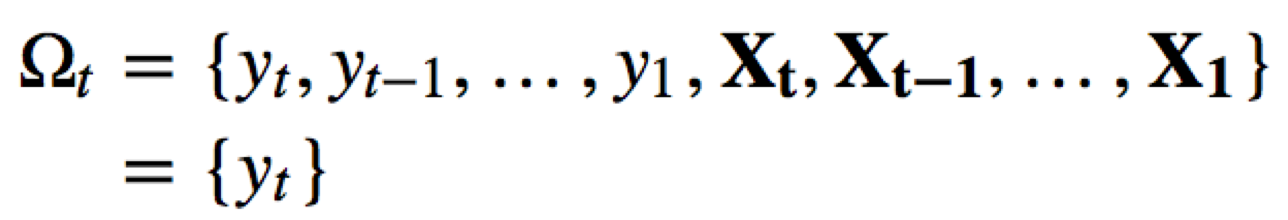 Ωₜ = {yₜ, yₜ₋₁, …, y₁, 𝐗ₜ, 𝐗ₜ₋₁, …, 𝐗₁}
= {yₜ}